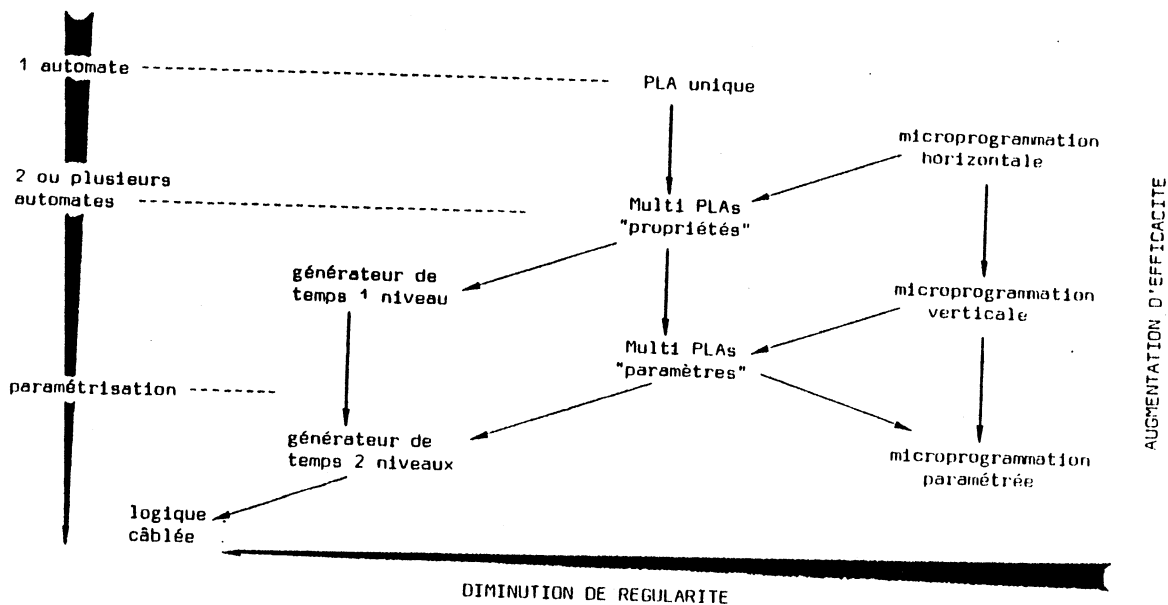 1 automate
PLA unique
microprogrammation
horizontale
2 ou plusieurs
automates
Multi PLAs
"propriétés"
générateur de
temps 1 niveau
microprogrammation
verticale
Multi PLAs
"paramètres"
paramétrisation
générateur de
temps 2 niveaux
microprogrammation
paramétrée
logique
câblée
AUGMENTATION D'EFFICACITE
DIMINUTION DE REGULARITE